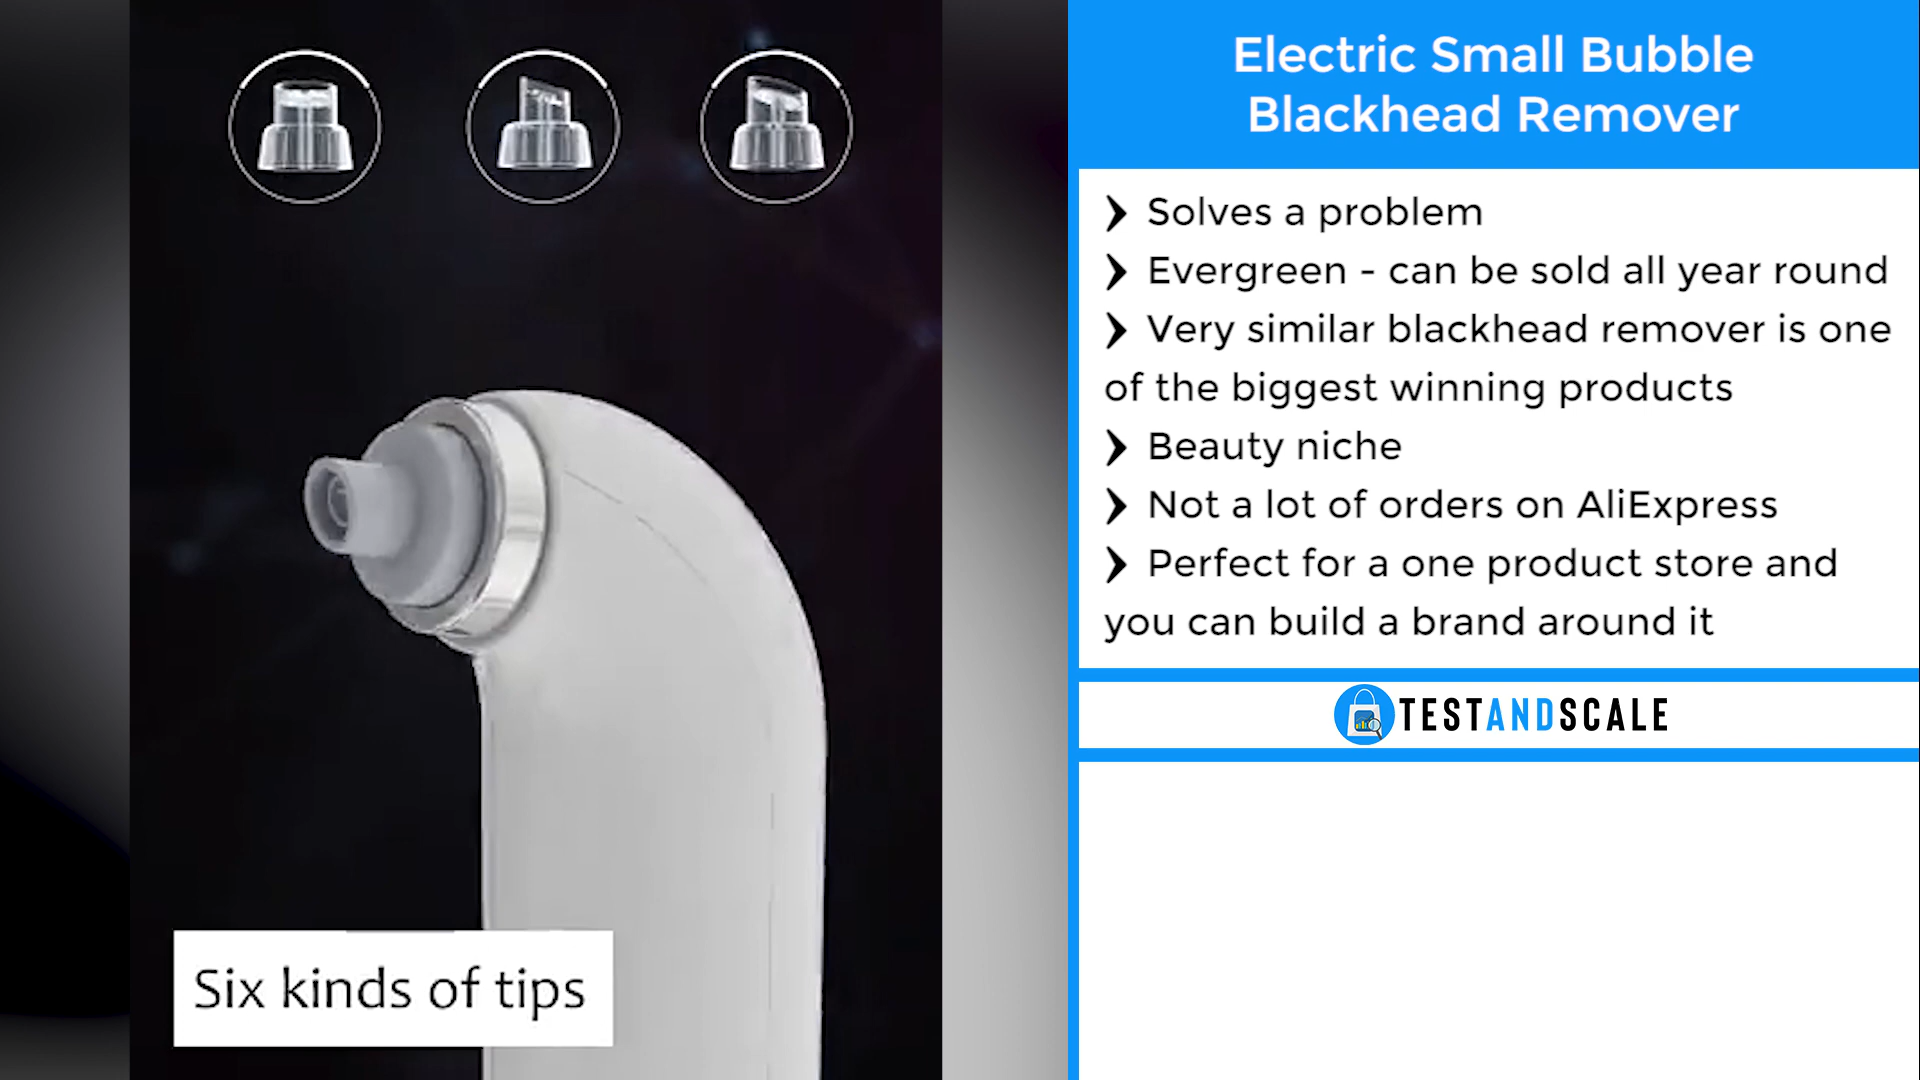 Electric Small Bubble
Blackhead Remover
Solves a problem
Evergreen - can be sold all year round
Very similar blackhead remover is one
of the biggest winning products
Beauty niche
Not a lot of orders on AliExpress
Perfect for a one product store and
you can build a brand around it
TESTANDSCALE
Six kinds of tips